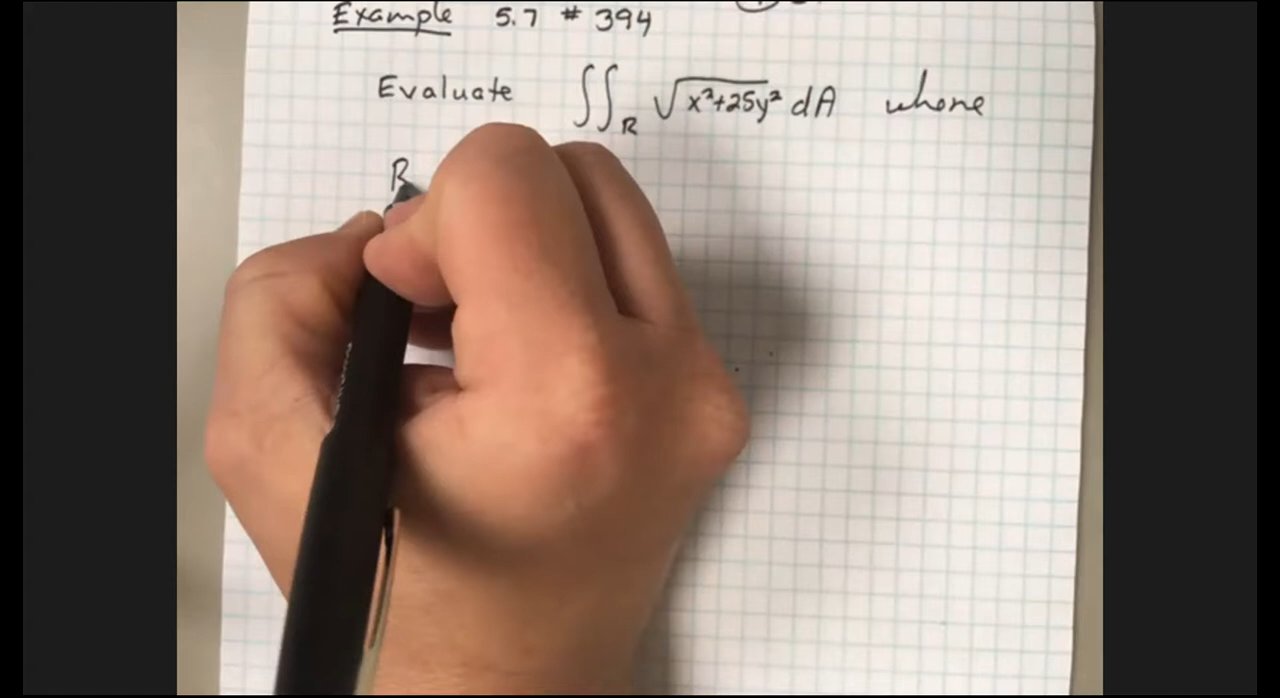 Example 5.7 # 394
Evaluate ∬_R √(x²+25y²) dA where
R